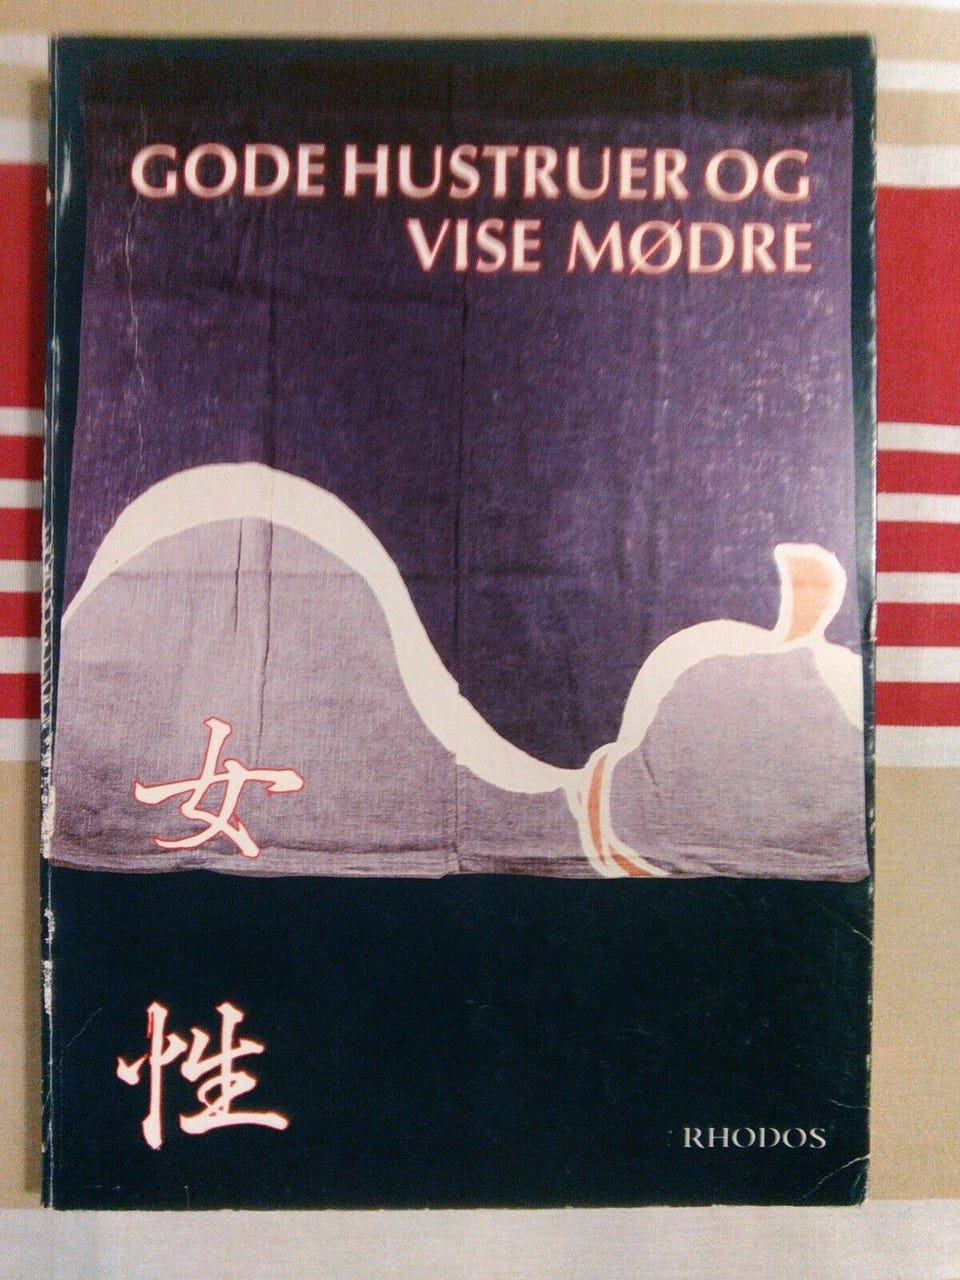 GODE HUSTRUER OG
VISE MØDRE
女
性
RHODOS